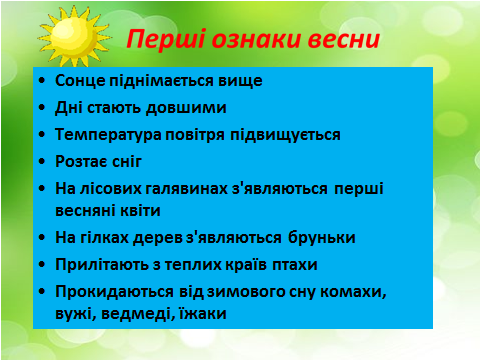 Перші ознаки весни
• Сонце піднімається вище
• Дні стають довшими
• Температура повітря підвищується
• Розтає сніг
• На лісових галявинах з'являються перші
весняні квіти
• На гілках дерев з'являються бруньки
• Прилітають з теплих країв птахи
• Прокидаються від зимового сну комахи,
вужі, ведмеді, їжаки